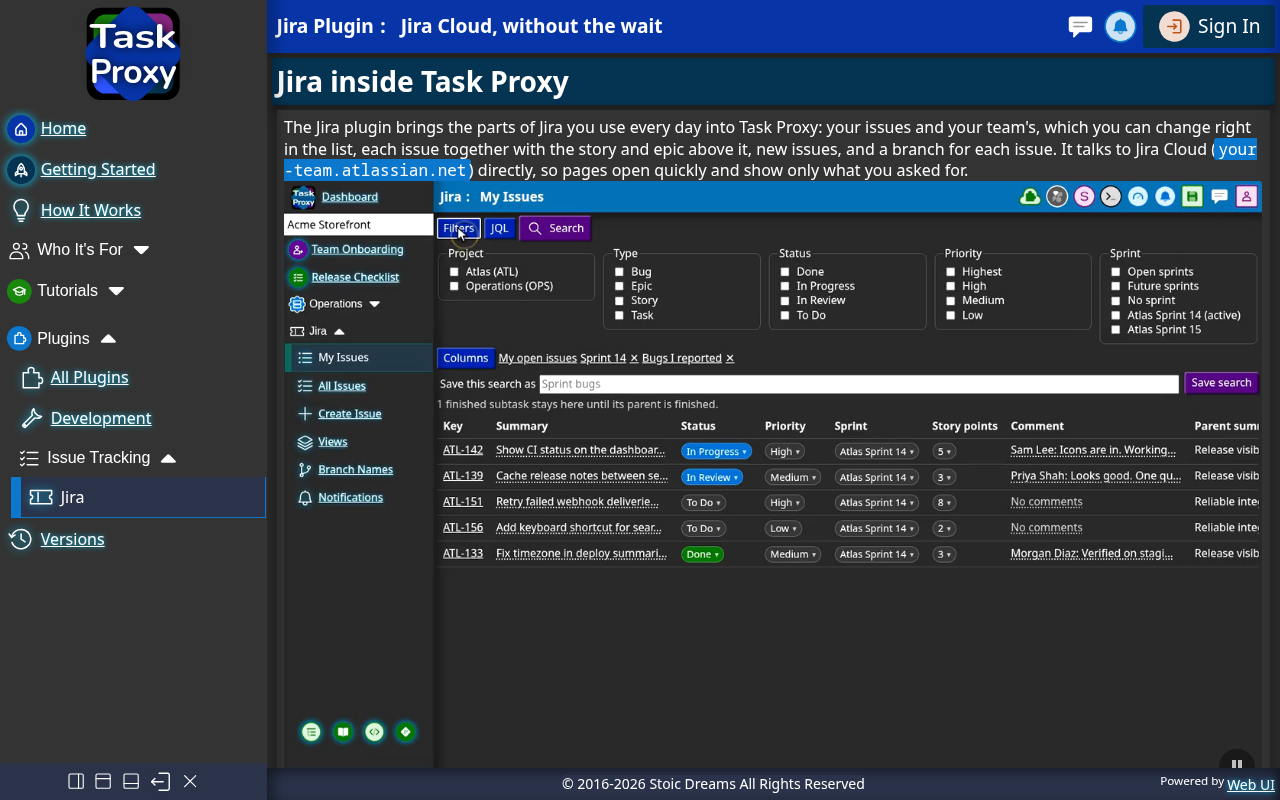 Task
Proxy
Home
Getting Started
How It Works
Who It's For
Tutorials
Plugins
All Plugins
Development
Issue Tracking
Jira
Versions
Jira Plugin : Jira Cloud, without the wait
Sign In
Jira inside Task Proxy
The Jira plugin brings the parts of Jira you use every day into Task Proxy: your issues and your team's, which you can change right
in the list, each issue together with the story and epic above it, new issues, and a branch for each issue. It talks to Jira Cloud ( your
-team.atlassian.net ) directly, so pages open quickly and show only what you asked for.
Task
Proxy
Dashboard
Acme Storefront
Team Onboarding
Release Checklist
Operations
Jira
My Issues
All Issues
Create Issue
Views
Branch Names
Notifications
Jira : My Issues
S
Filters JQL Search
Project Type Status Priority Sprint
Atlas (ATL) Bug Done Highest Open sprints
Operations (OPS) Epic In Progress High Future sprints
Story In Review Medium No sprint
Task To Do Low Atlas Sprint 14 (active)
Atlas Sprint 15
Columns My open issues Sprint 14 × Bugs I reported ×
Save this search as Sprint bugs Save search
1 finished subtask stays here until its parent is finished.
Key Summary Status Priority Sprint Story points Comment Parent sum
ATL-142 Show CI status on the dashboar... In Progress High Atlas Sprint 14 5 Sam Lee: Icons are in. Working... Release visib
ATL-139 Cache release notes between se... In Review Medium Atlas Sprint 14 3 Priya Shah: Looks good. One qu... Release visib
ATL-151 Retry failed webhook deliverie... To Do High Atlas Sprint 14 8 No comments Reliable inte
ATL-156 Add keyboard shortcut for sear... To Do Low Atlas Sprint 14 2 No comments Reliable inte
ATL-133 Fix timezone in deploy summari... Done Medium Atlas Sprint 14 3 Morgan Diaz: Verified on stagi... Release visib
© 2016-2026 Stoic Dreams All Rights Reserved
Powered by Web UI